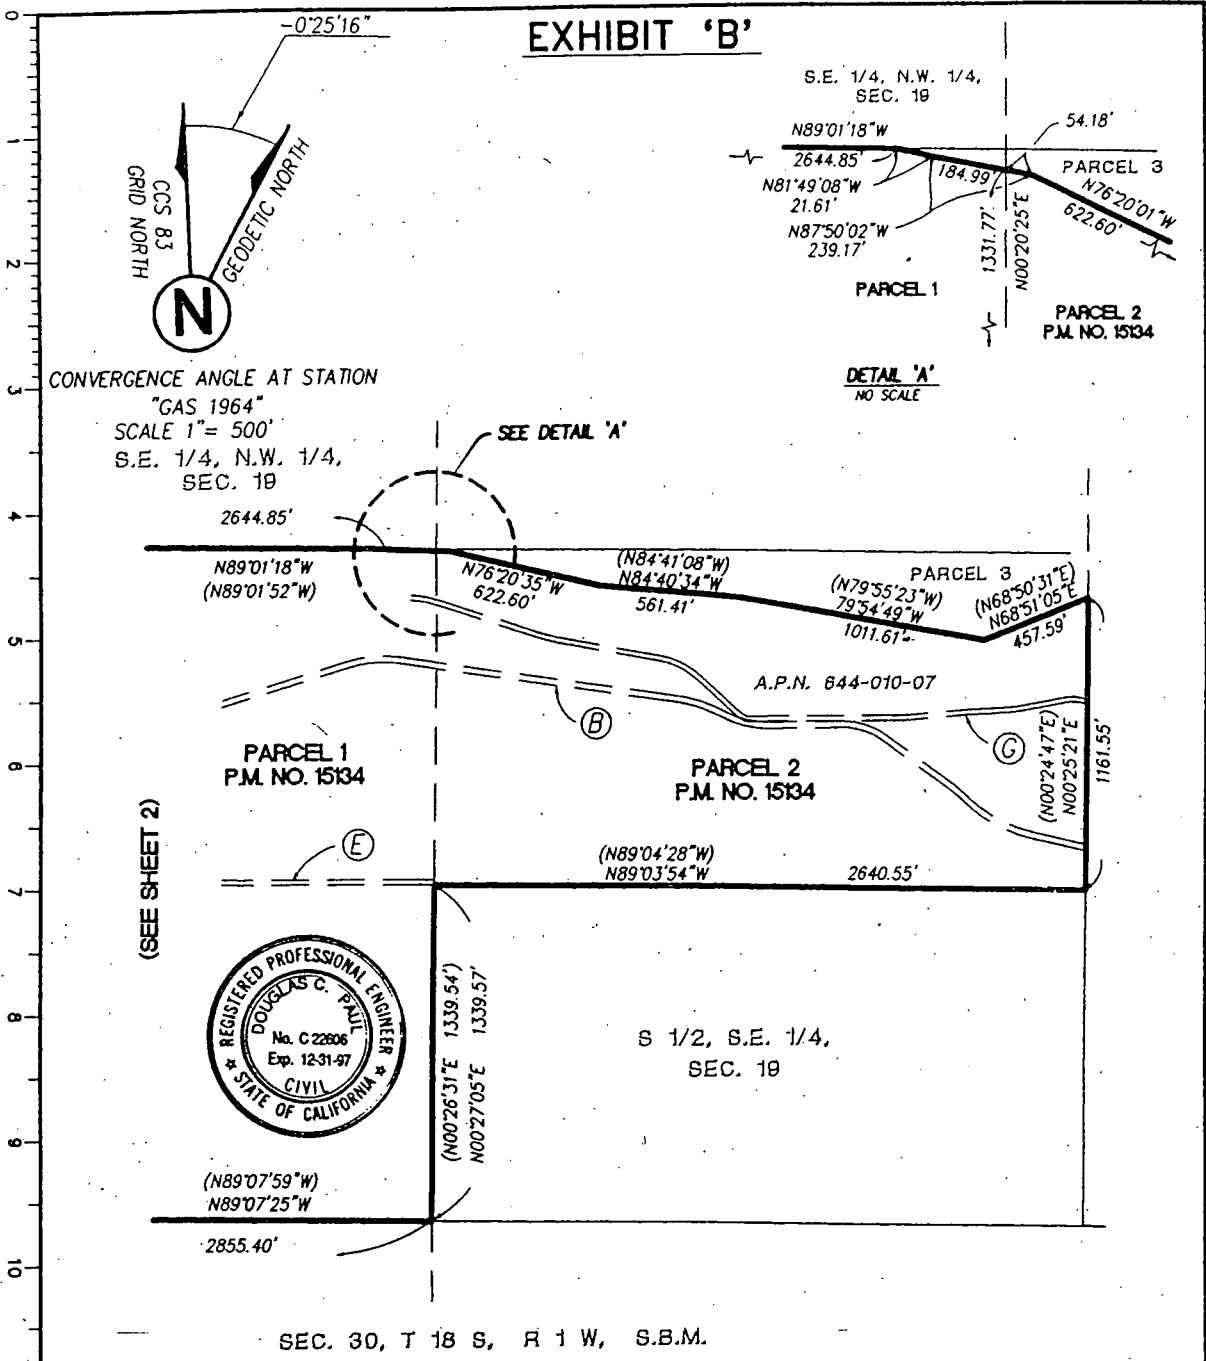 EXHIBIT 'B'
-0°25'16"
CCS 83
GRID NORTH
GEODETIC NORTH
N
CONVERGENCE ANGLE AT STATION
"GAS 1964"
SCALE 1"= 500'
S.E. 1/4, N.W. 1/4,
SEC. 19
S.E. 1/4, N.W. 1/4,
SEC. 19
54.18'
N89°01'18"W
2644.85'
184.99'
PARCEL 3
N81°49'08"W
21.61'
N87°50'02"W
239.17'
N76°20'01"W
622.60'
1331.77'
N00°20'25"E
PARCEL 1
PARCEL 2
P.M. NO. 15134
DETAIL 'A'
NO SCALE
SEE DETAIL 'A'
2644.85'
N89°01'18"W
(N89°01'52"W)
N76°20'35"W
622.60'
(N84°41'08"W)
N84°40'34"W
561.41'
PARCEL 3
(N79°55'23"W)
79°54'49"W
1011.61'
(N68°50'31"E)
N68°51'05"E
457.59'
A.P.N. 644-010-07
B
G
(N00°24'47"E)
N00°25'21"E
1161.55'
PARCEL 1
P.M. NO. 15134
PARCEL 2
P.M. NO. 15134
(SEE SHEET 2)
E
(N89°04'28"W)
N89°03'54"W
2640.55'
REGISTERED PROFESSIONAL ENGINEER
DOUGLAS C. PAUL
No. C 22606
Exp. 12-31-97
CIVIL
STATE OF CALIFORNIA
(N00°26'31"E 1339.54')
N00°27'05"E 1339.57'
S 1/2, S.E. 1/4,
SEC. 19
(N89°07'59"W)
N89°07'25"W
2855.40'
SEC. 30, T 18 S, R 1 W, S.B.M.
0
1
2
3
4
5
6
7
8
9
10